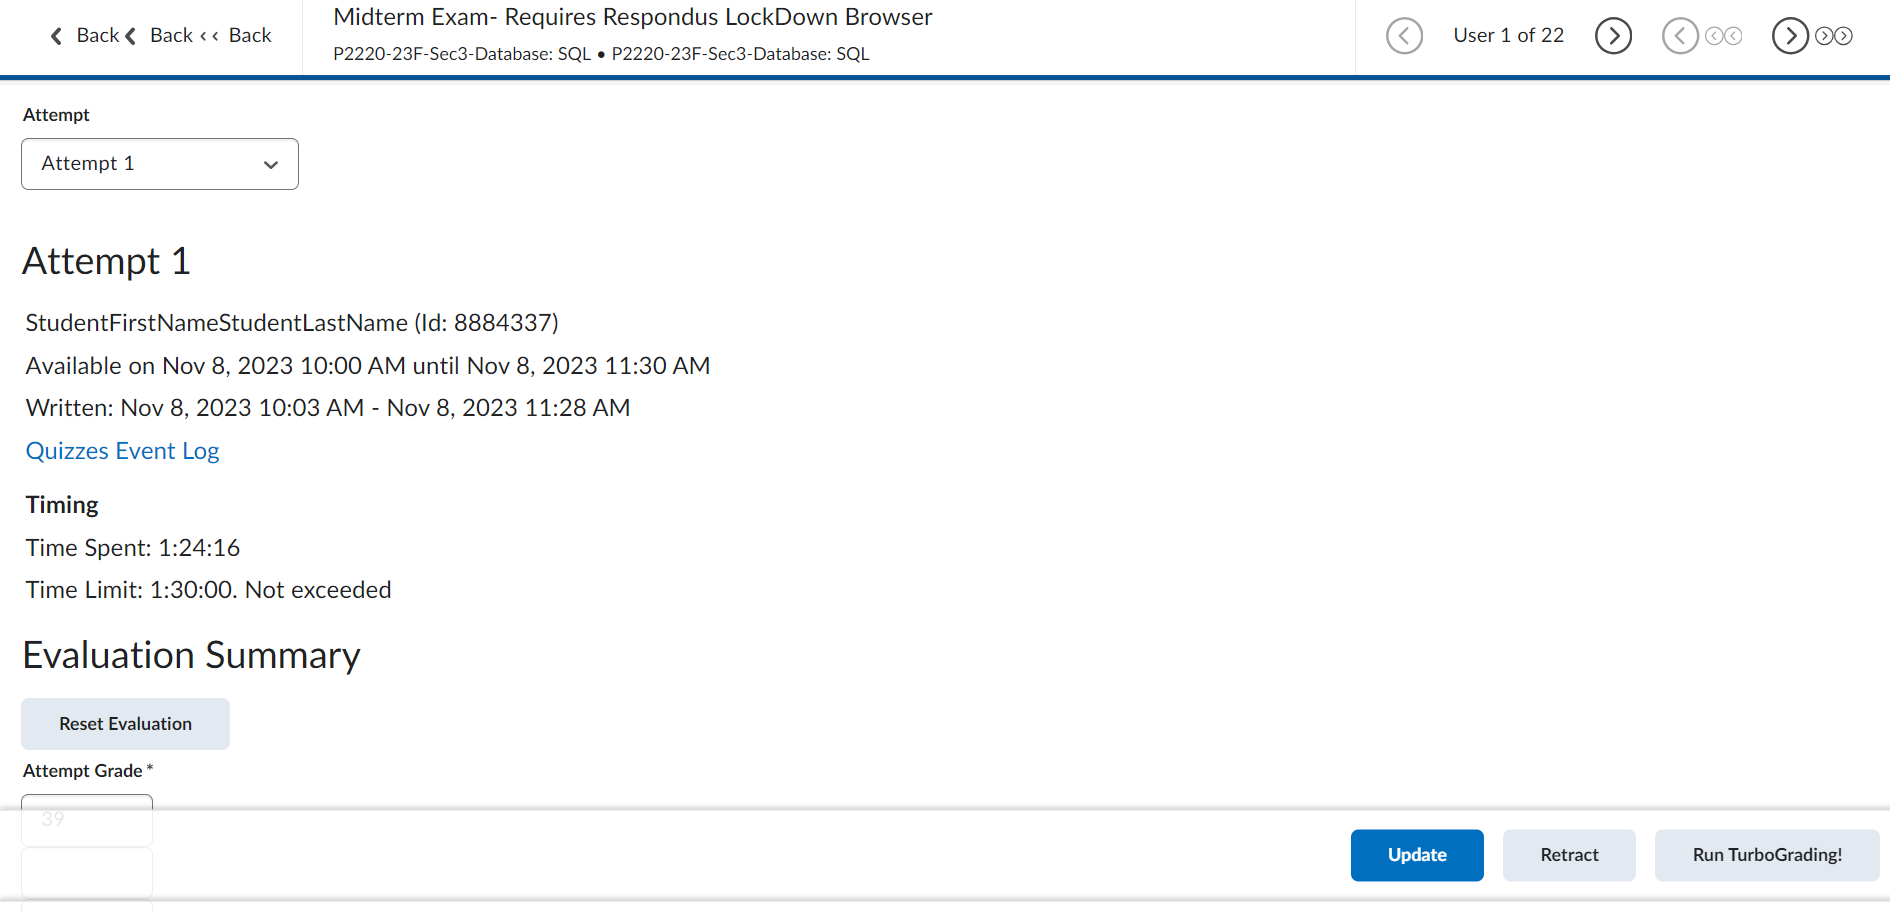 Back Back Back
Midterm Exam- Requires Respondus LockDown Browser
P2220-23F-Sec3-Database: SQL • P2220-23F-Sec3-Database: SQL
User 1 of 22
Attempt
Attempt 1
Attempt 1
StudentFirstNameStudentLastName (Id: 8884337)
Available on Nov 8, 2023 10:00 AM until Nov 8, 2023 11:30 AM
Written: Nov 8, 2023 10:03 AM - Nov 8, 2023 11:28 AM
Quizzes Event Log
Timing
Time Spent: 1:24:16
Time Limit: 1:30:00. Not exceeded
Evaluation Summary
Reset Evaluation
Attempt Grade *
39
Update Retract Run TurboGrading!